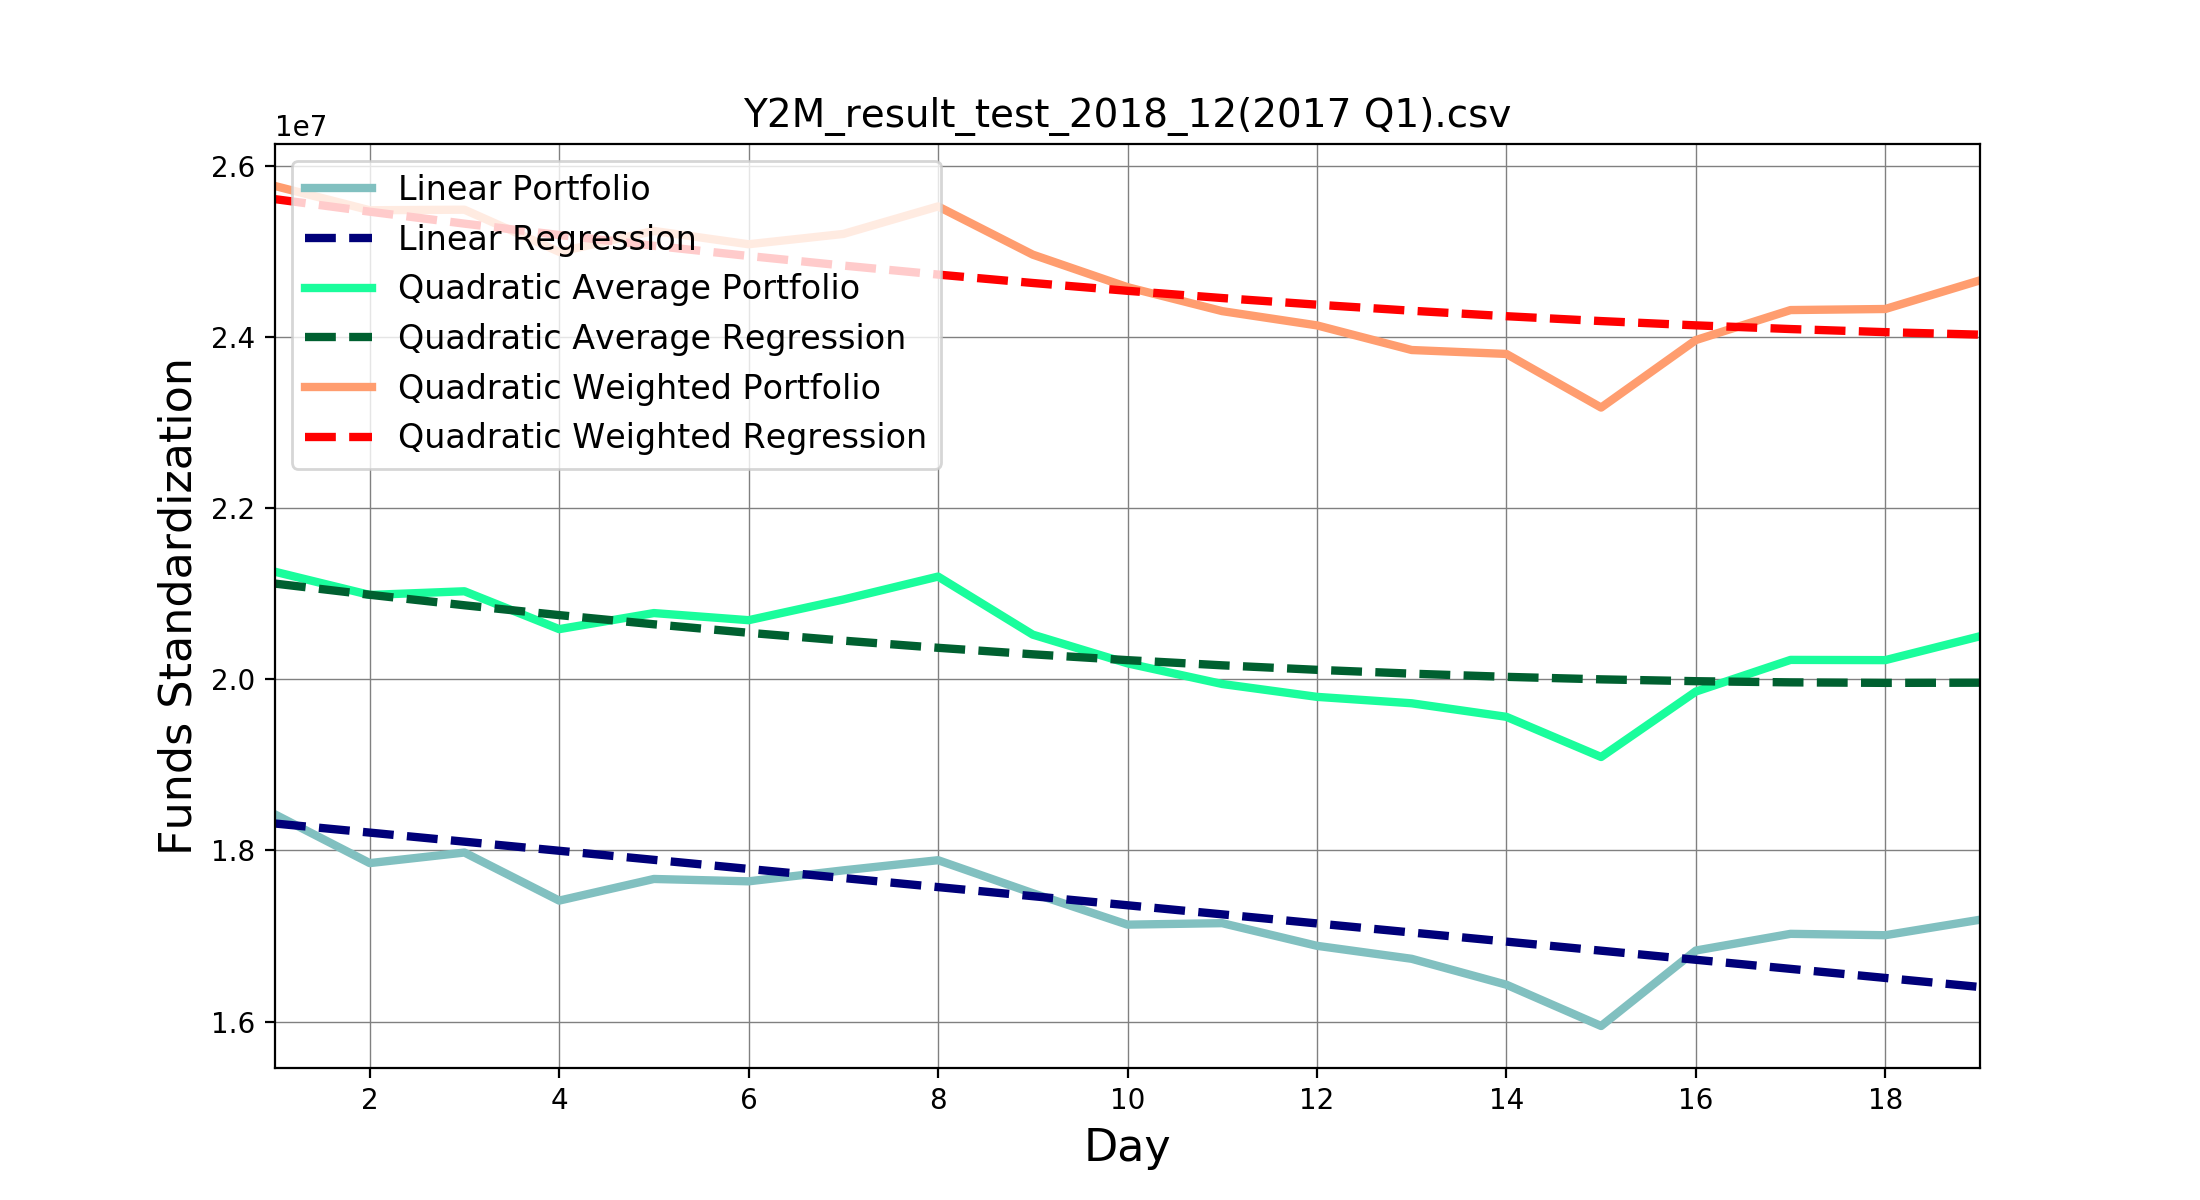 Y2M_result_test_2018_12(2017 Q1).csv
1e7
2.6
2.4
2.2
2.0
1.8
1.6
Funds Standardization
Linear Portfolio
Linear Regression
Quadratic Average Portfolio
Quadratic Average Regression
Quadratic Weighted Portfolio
Quadratic Weighted Regression
2 4 6 8 10 12 14 16 18
Day